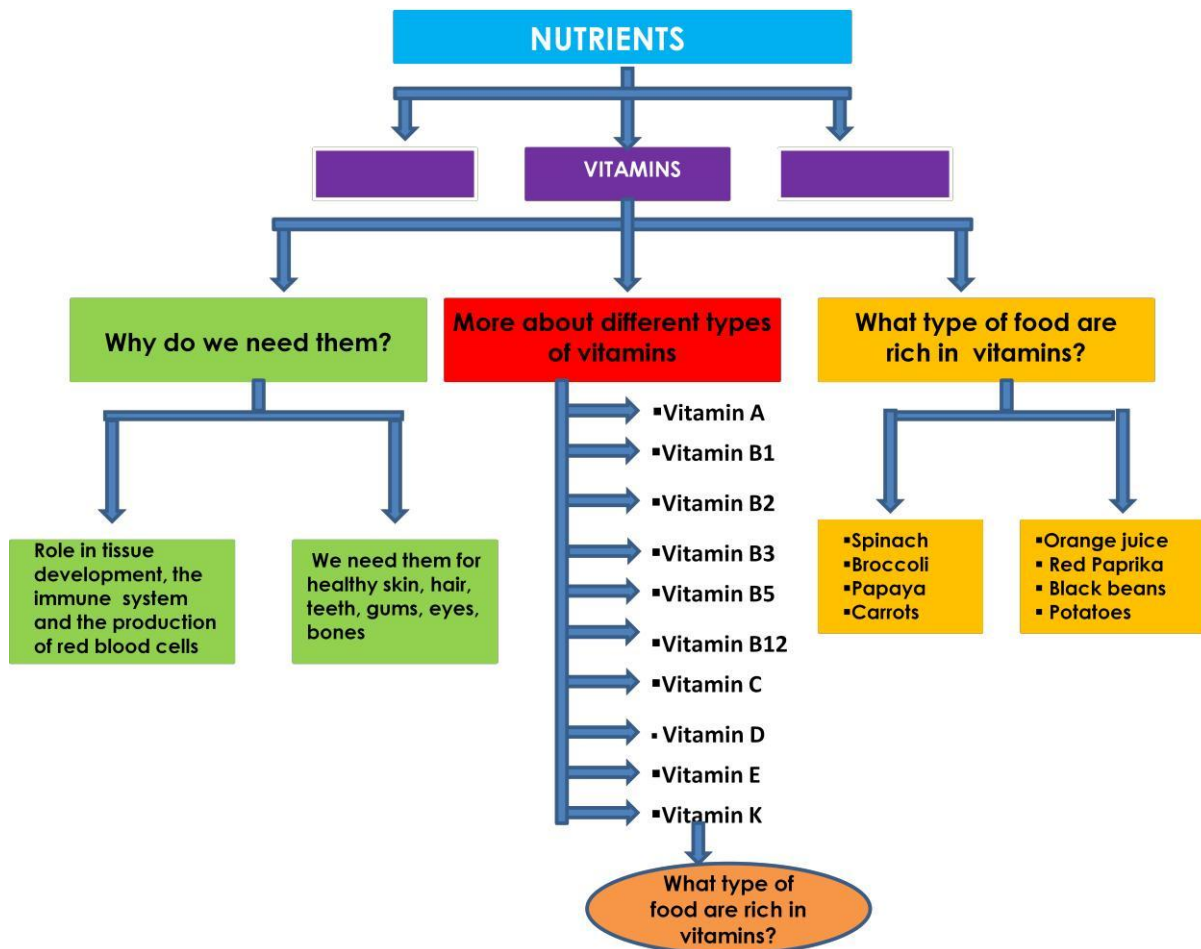 NUTRIENTS
VITAMINS
Why do we need them?
More about different types
of vitamins
What type of food are
rich in vitamins?
Role in tissue
development, the
immune system
and the production
of red blood cells
We need them for
healthy skin, hair,
teeth, gums, eyes,
bones
▪Vitamin A
▪Vitamin B1
▪Vitamin B2
▪Vitamin B3
▪Vitamin B5
▪Vitamin B12
▪Vitamin C
▪ Vitamin D
▪Vitamin E
▪Vitamin K
▪Spinach
▪Broccoli
▪Papaya
▪Carrots
▪Orange juice
▪ Red Paprika
▪ Black beans
▪ Potatoes
What type of
food are rich in
vitamins?